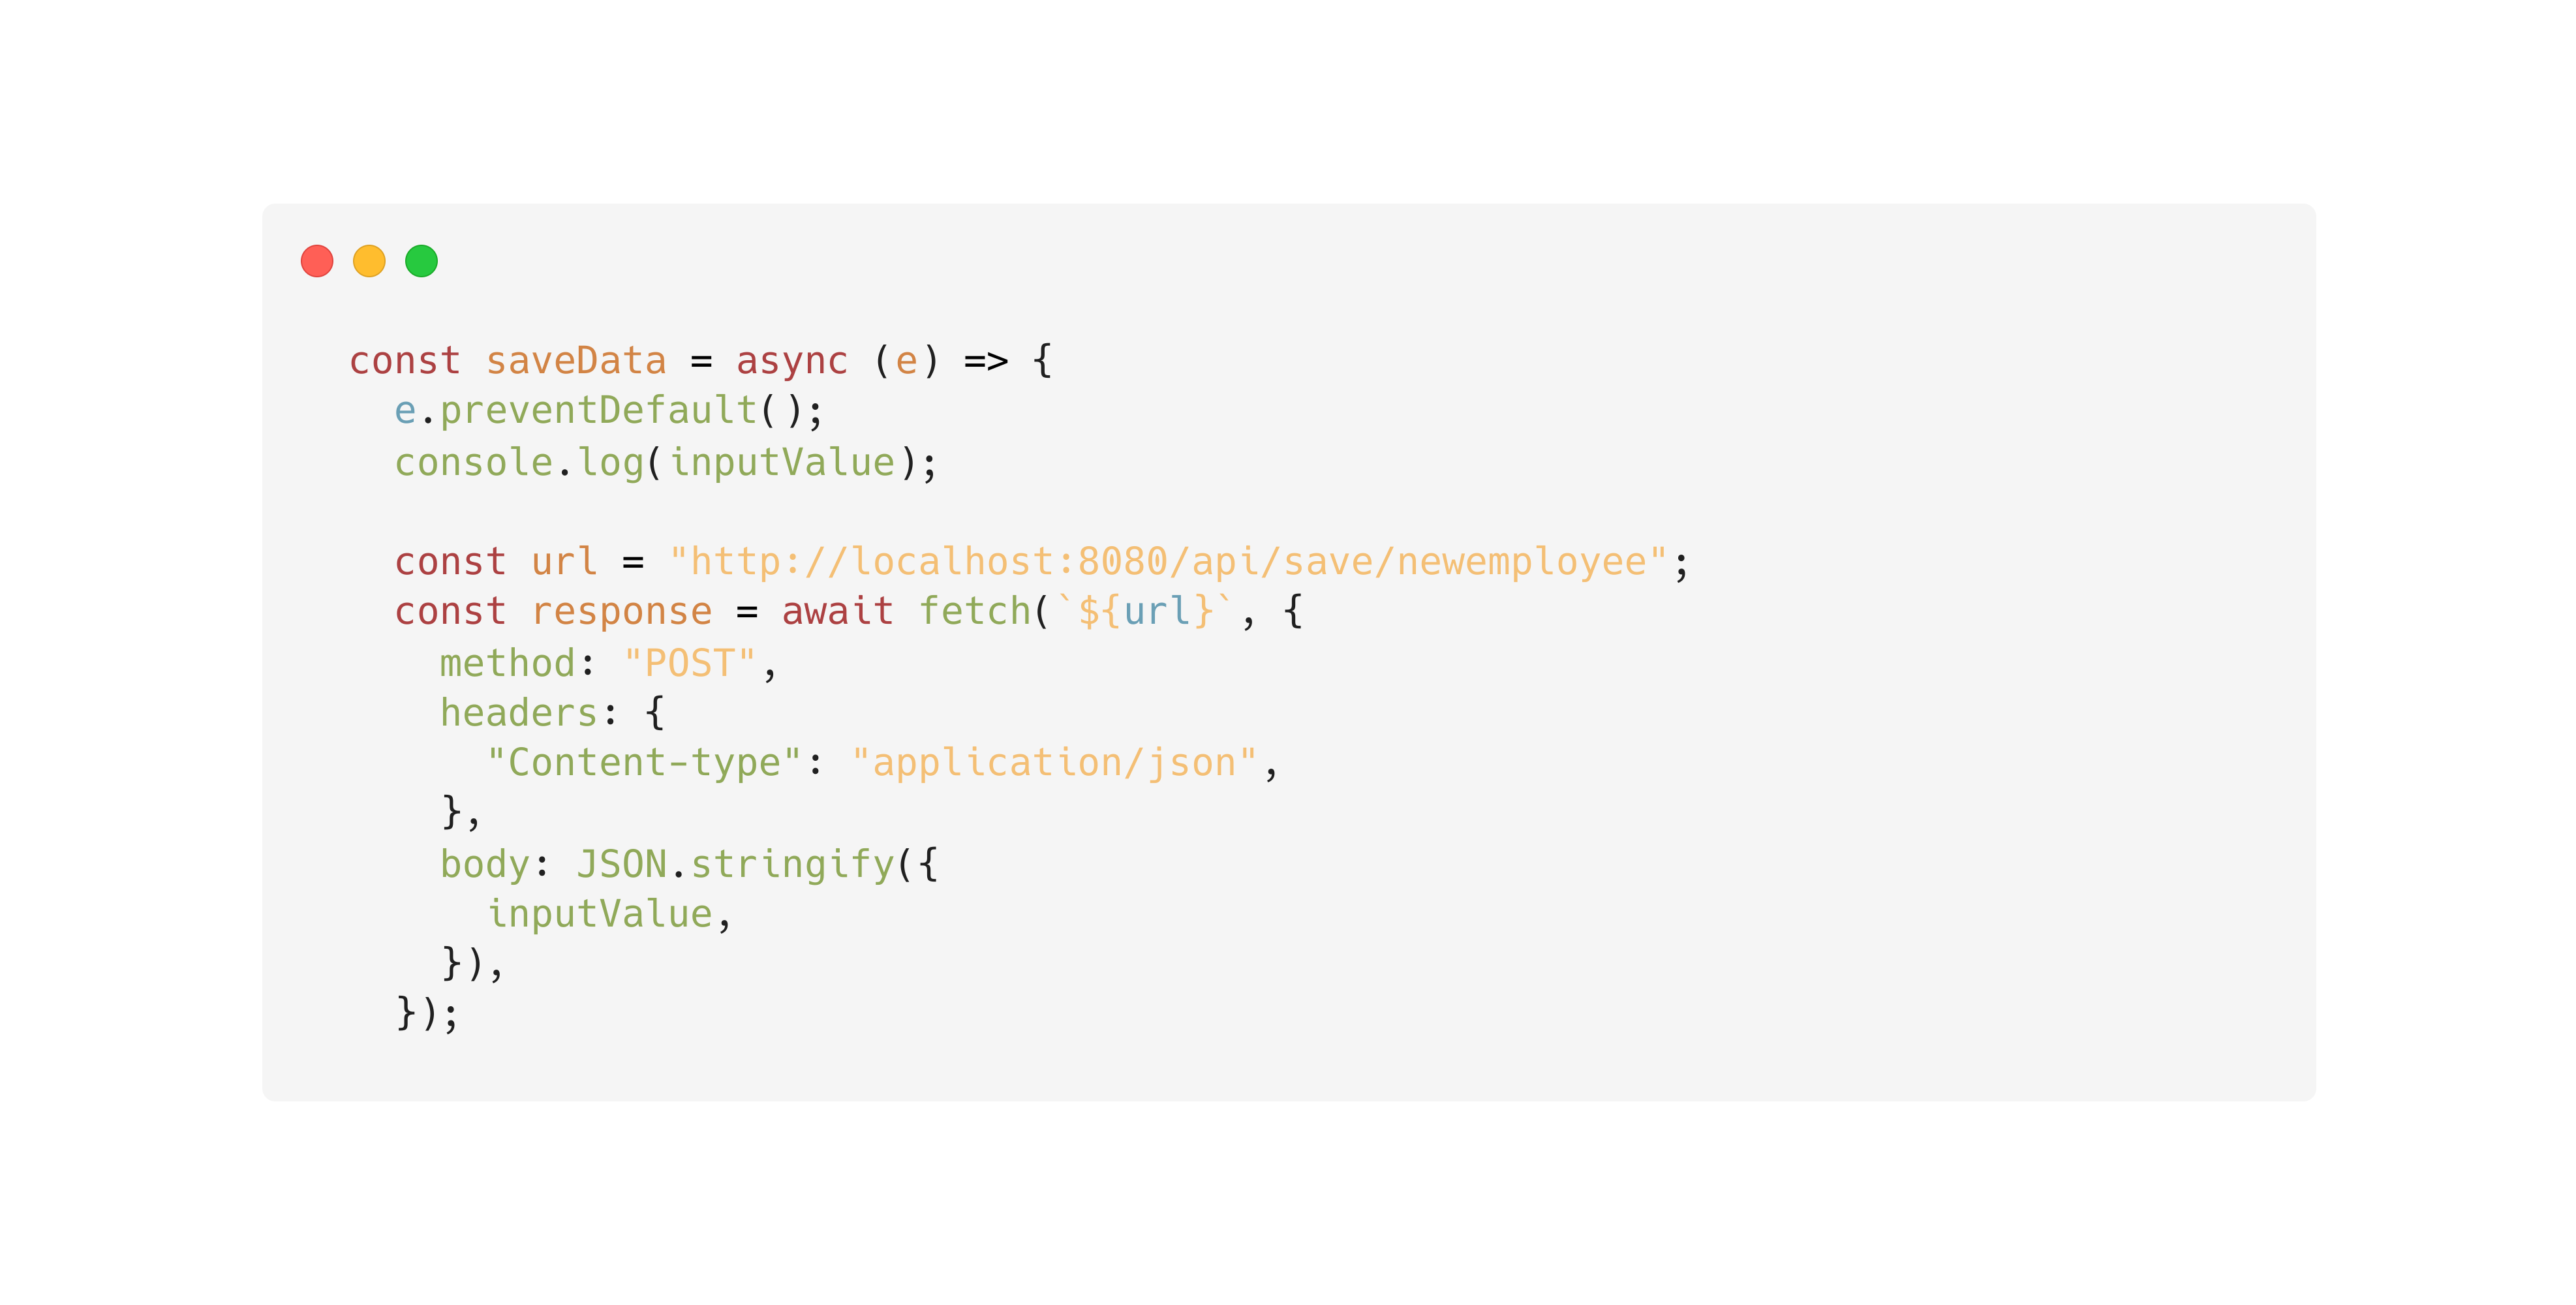 const saveData = async (e) => {
  e.preventDefault();
  console.log(inputValue);

  const url = "http://localhost:8080/api/save/newemployee";
  const response = await fetch(`${url}`, {
    method: "POST",
    headers: {
      "Content-type": "application/json",
    },
    body: JSON.stringify({
      inputValue,
    }),
  });